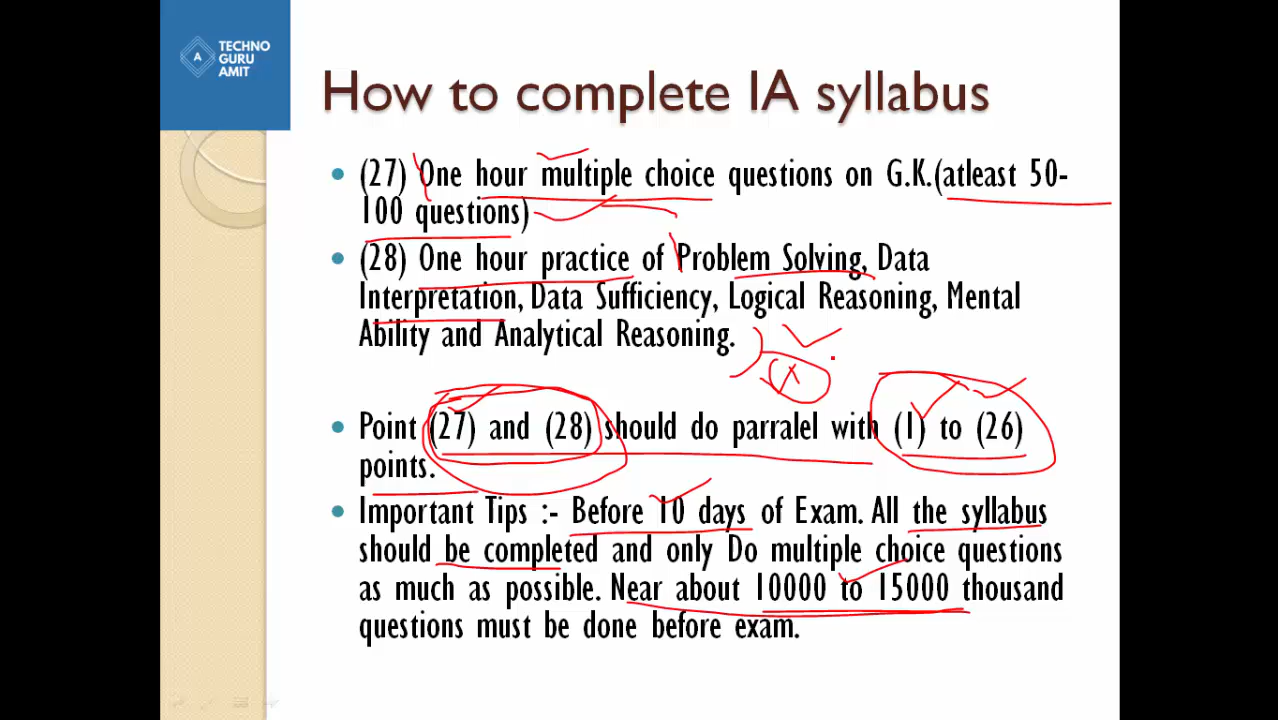 TECHNO
GURU
AMIT
A
How to complete IA syllabus
(27) One hour multiple choice questions on G.K.(atleast 50-
100 questions)
(28) One hour practice of Problem Solving, Data
Interpretation, Data Sufficiency, Logical Reasoning, Mental
Ability and Analytical Reasoning.
Point (27) and (28) should do parralel with (1) to (26)
points.
Important Tips :- Before 10 days of Exam. All the syllabus
should be completed and only Do multiple choice questions
as much as possible. Near about 10000 to 15000 thousand
questions must be done before exam.